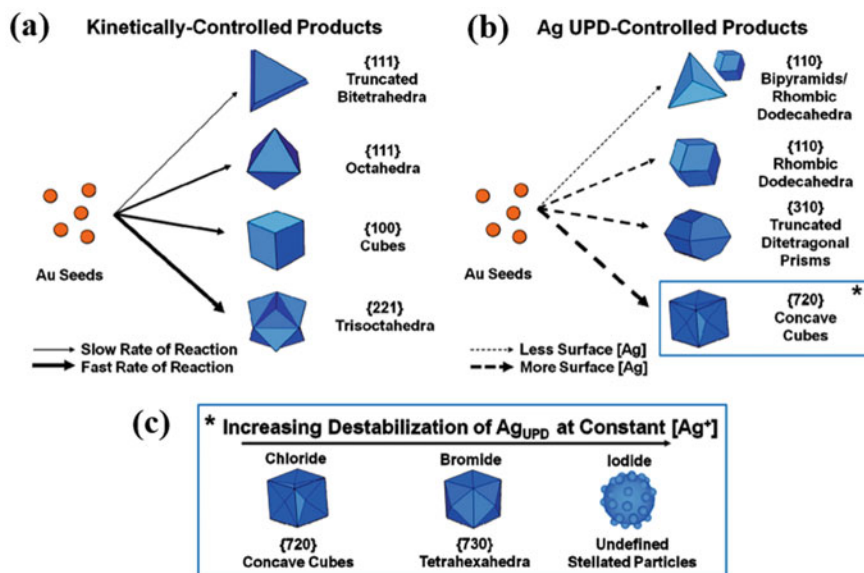 (a) Kinetically-Controlled Products
{111}
Truncated
Bitetrahedra
{111}
Octahedra
{100}
Cubes
{221}
Trisoctahedra
Au Seeds
Slow Rate of Reaction
Fast Rate of Reaction
(b) Ag UPD-Controlled Products
{110}
Bipyramids/
Rhombic
Dodecahedra
{110}
Rhombic
Dodecahedra
{310}
Truncated
Ditetragonal
Prisms
{720}
Concave
Cubes
*
Au Seeds
Less Surface [Ag]
More Surface [Ag]
(c) * Increasing Destabilization of AgUPD at Constant [Ag+]
Chloride
{720}
Concave Cubes
Bromide
{730}
Tetrahexahedra
Iodide
Undefined
Stellated Particles